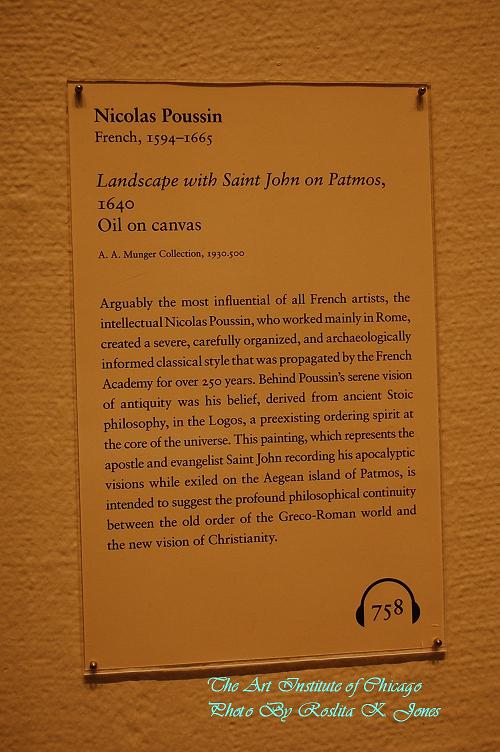 Nicolas Poussin
French, 1594–1665
Landscape with Saint John on Patmos,
1640
Oil on canvas
A. A. Munger Collection, 1930.500
Arguably the most influential of all French artists, the
intellectual Nicolas Poussin, who worked mainly in Rome,
created a severe, carefully organized, and archaeologically
informed classical style that was propagated by the French
Academy for over 250 years. Behind Poussin's serene vision
of antiquity was his belief, derived from ancient Stoic
philosophy, in the Logos, a preexisting ordering spirit at
the core of the universe. This painting, which represents the
apostle and evangelist Saint John recording his apocalyptic
visions while exiled on the Aegean island of Patmos, is
intended to suggest the profound philosophical continuity
between the old order of the Greco-Roman world and
the new vision of Christianity.
758
The Art Institute of Chicago
Photo By Roslita K. Jones